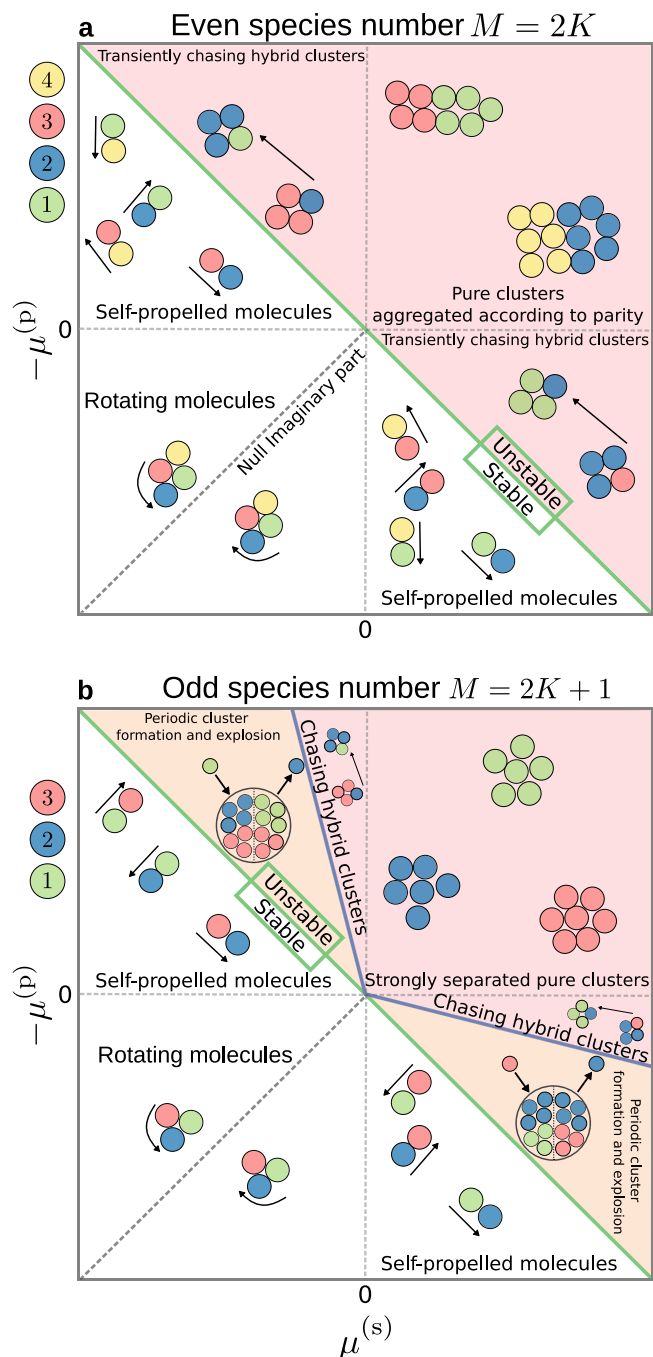 a Even species number M = 2K
Transiently chasing hybrid clusters
4
3
2
1
Self-propelled molecules
Pure clusters
aggregated according to parity
−μ(p)
0
Transiently chasing hybrid clusters
Rotating molecules
Null Imaginary part
Unstable
Stable
Self-propelled molecules
0
b Odd species number M = 2K + 1
Periodic cluster
formation and explosion
Chasing hybrid clusters
3
2
1
Unstable
Stable
Self-propelled molecules
Strongly separated pure clusters
−μ(p)
0
Chasing hybrid clusters
Rotating molecules
Periodic cluster
formation and explosion
Self-propelled molecules
0
μ(s)